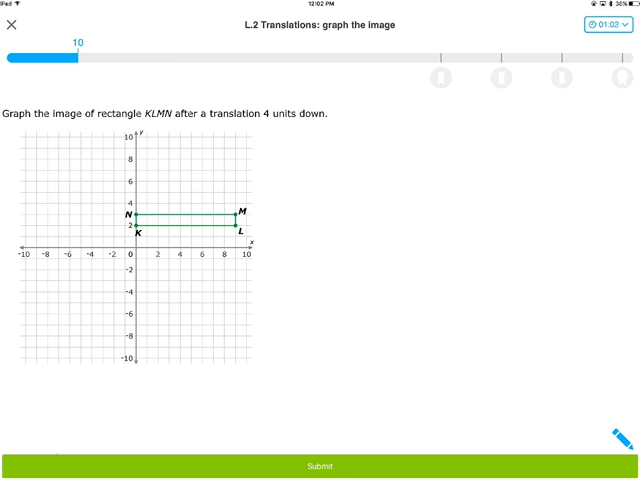 iPad 12:02 PM 38%
L.2 Translations: graph the image 01:02
10
Graph the image of rectangle KLMN after a translation 4 units down.
10 y
8
6
4
N M
2
K L
x
-10 -8 -6 -4 -2 0 2 4 6 8 10
-2
-4
-6
-8
-10
Submit